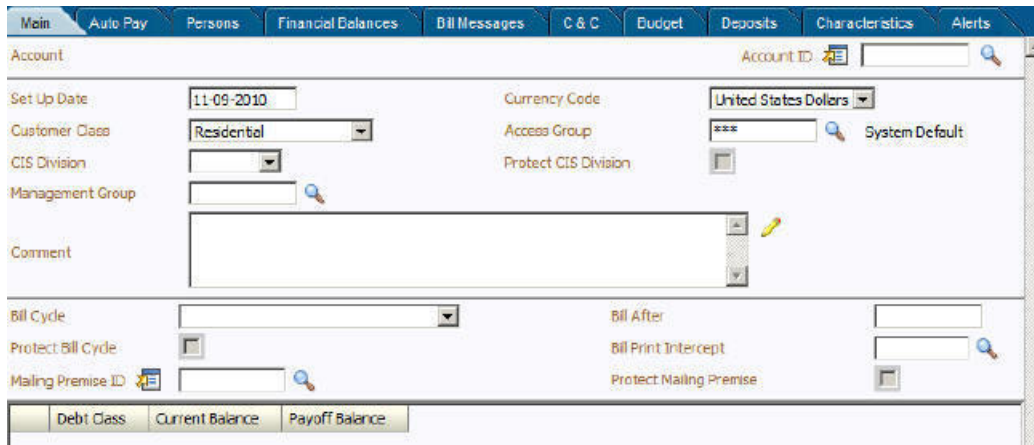 Main Auto Pay Persons Financial Balances Bill Messages C & C Budget Deposits Characteristics Alerts
Account Account ID
Set Up Date 11-09-2010 Currency Code United States Dollars
Customer Class Residential Access Group *** System Default
CIS Division Protect CIS Division
Management Group
Comment
Bill Cycle Bill After
Protect Bill Cycle Bill Print Intercept
Mailing Premise ID Protect Mailing Premise
Debt Class Current Balance Payoff Balance